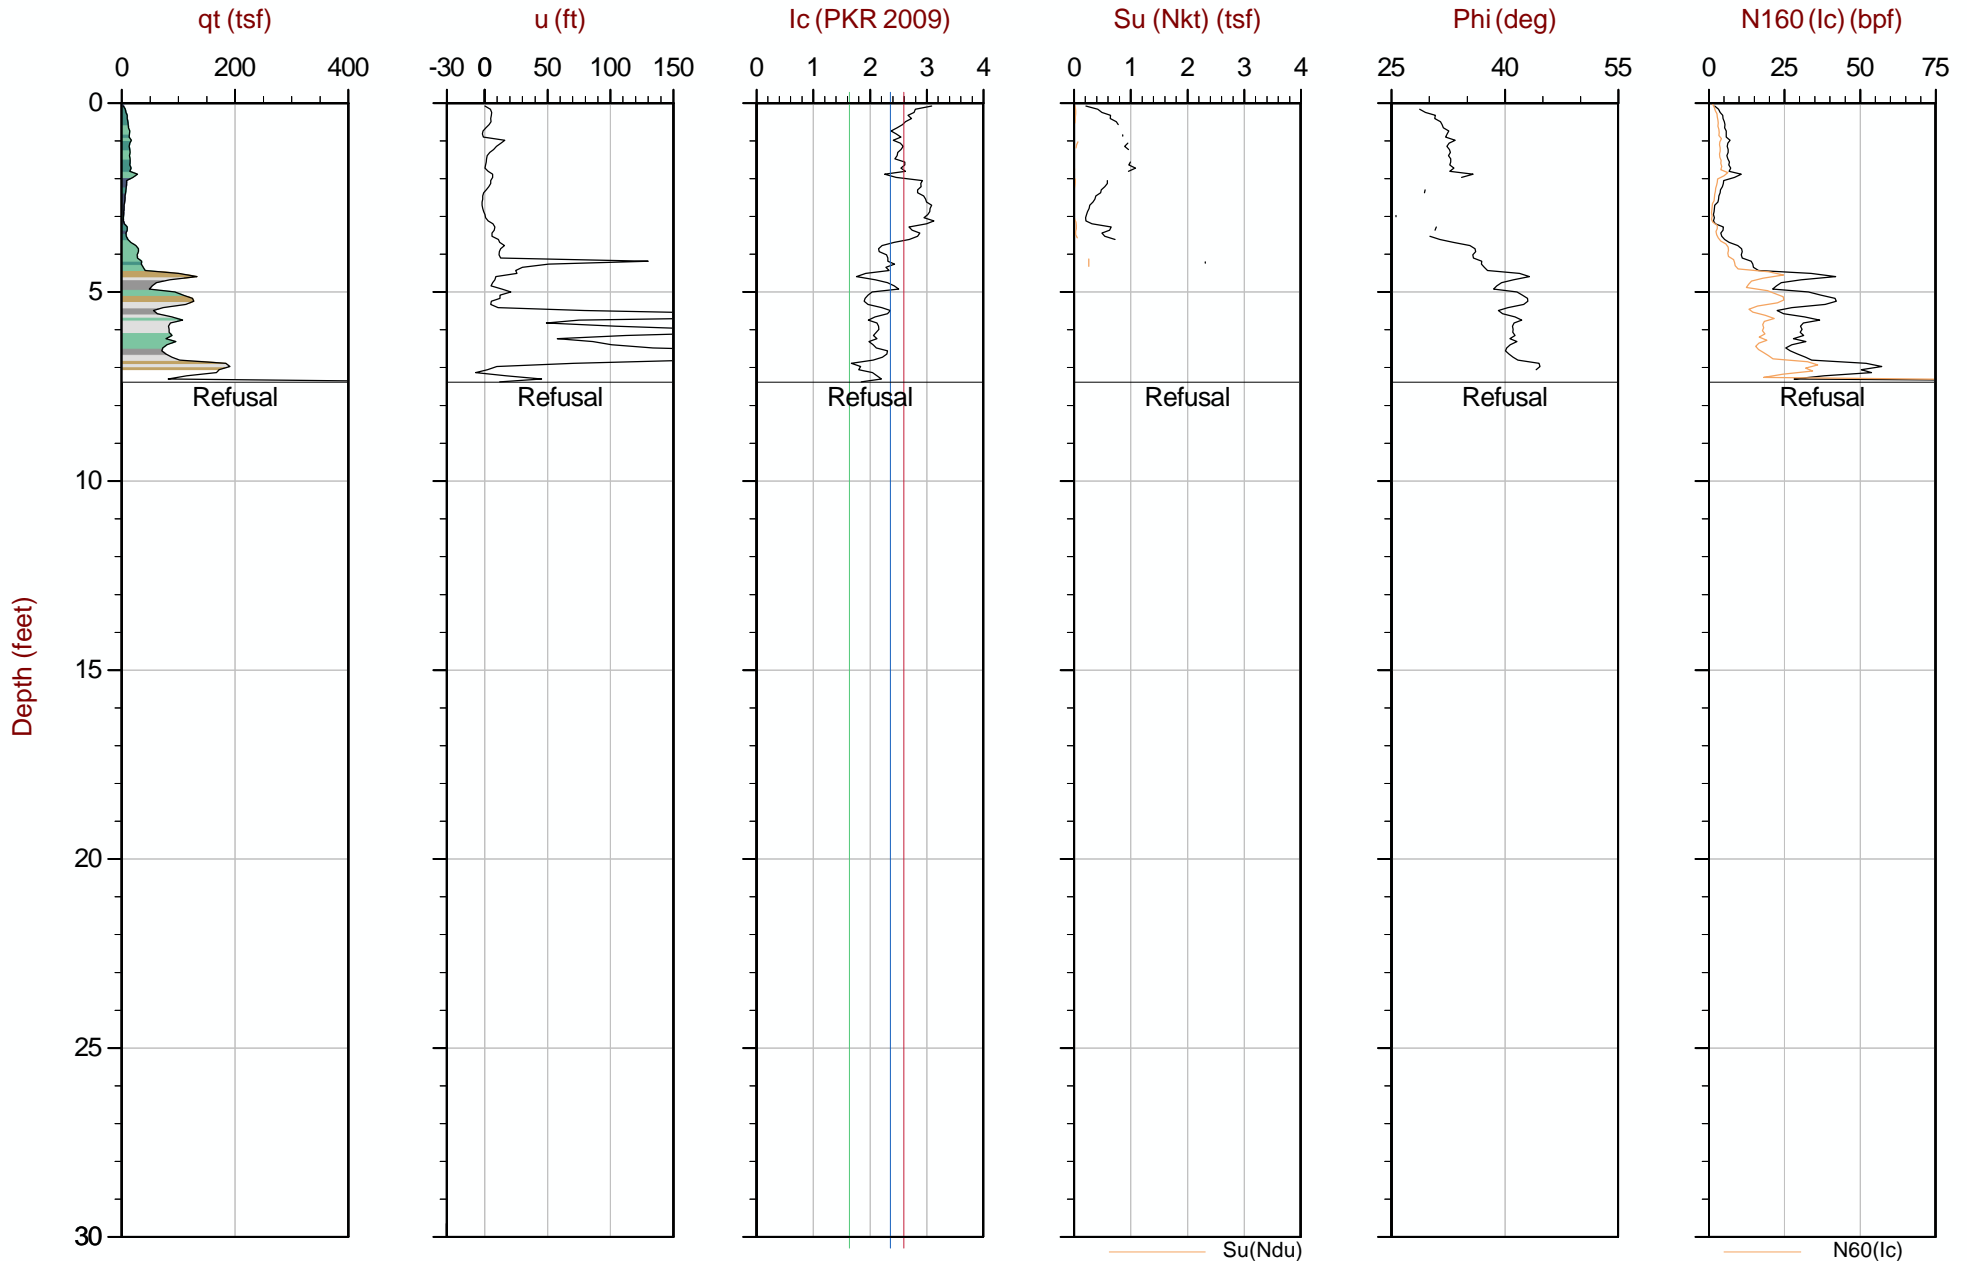 qt (tsf) u (ft) Ic (PKR 2009) Su (Nkt) (tsf) Phi (deg) N160 (Ic) (bpf)
0 200 400 -30 0 50 100 150 0 1 2 3 4 0 1 2 3 4 25 40 55 0 25 50 75
0
5
Refusal Refusal Refusal Refusal Refusal Refusal
10
15
Depth (feet)
20
25
30
Su(Ndu) N60(Ic)